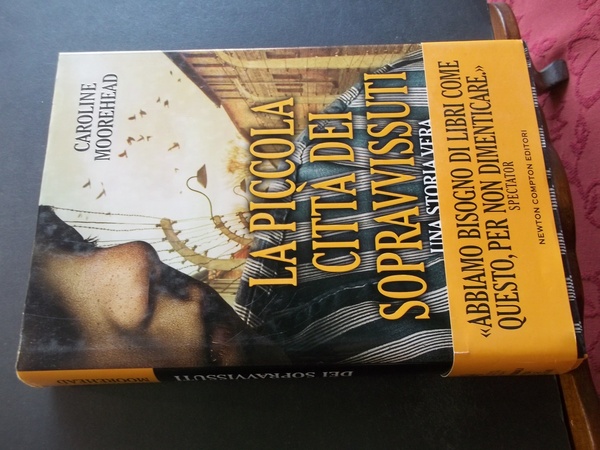 CAROLINE
MOOREHEAD
LA PICCOLA
CITTÀ DEI
SOPRAVVISSUTI
UNA STORIA VERA
«ABBIAMO BISOGNO DI LIBRI COME
QUESTO, PER NON DIMENTICARE.»
SPECTATOR
NEWTON COMPTON EDITORI
MOOREHEAD
DEI SOPRAVVISSUTI